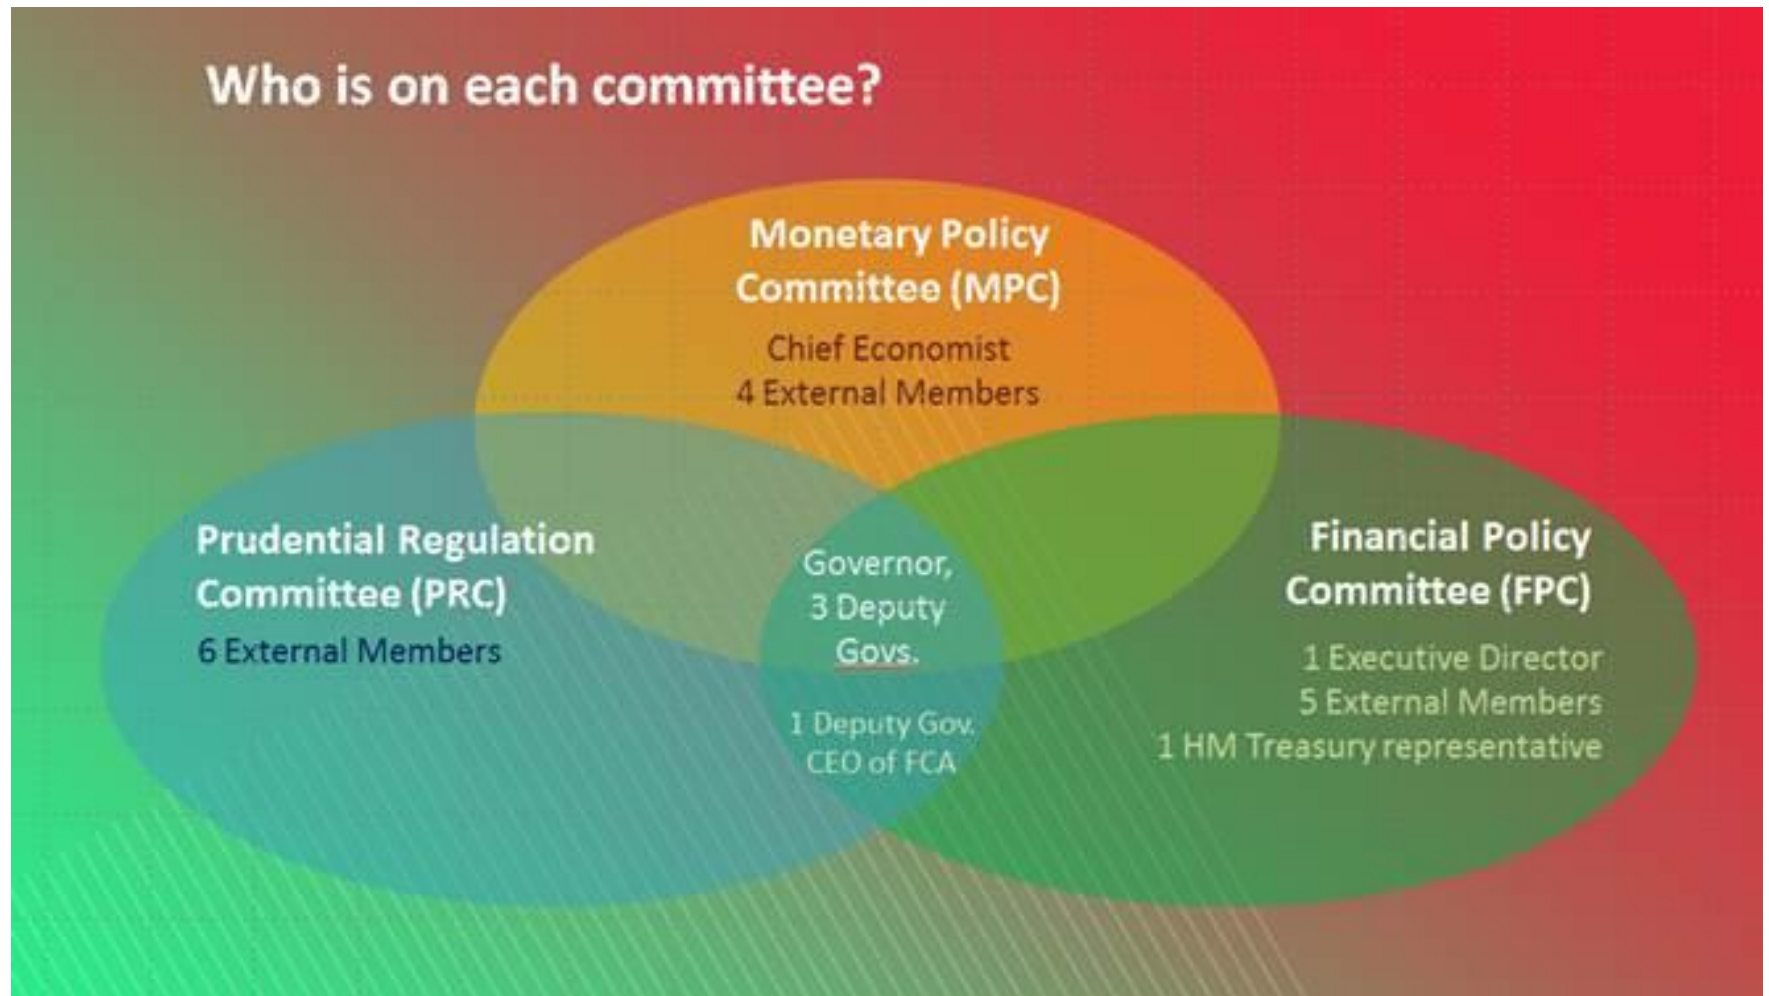 Who is on each committee?
Monetary Policy
Committee (MPC)
Chief Economist
4 External Members
Prudential Regulation
Committee (PRC)
6 External Members
Governor,
3 Deputy
Govs.
1 Deputy Gov.
CEO of FCA
Financial Policy
Committee (FPC)
1 Executive Director
5 External Members
1 HM Treasury representative